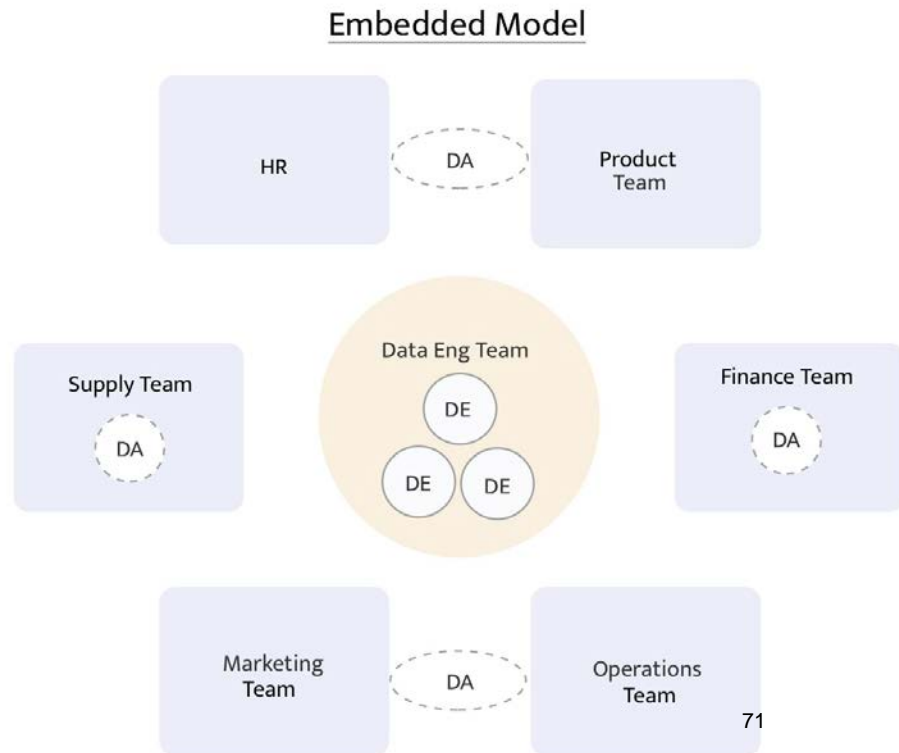 Embedded Model
HR
DA
Product
Team
Supply Team
DA
Data Eng Team
DE
DE
DE
Finance Team
DA
Marketing
Team
DA
Operations
Team
71